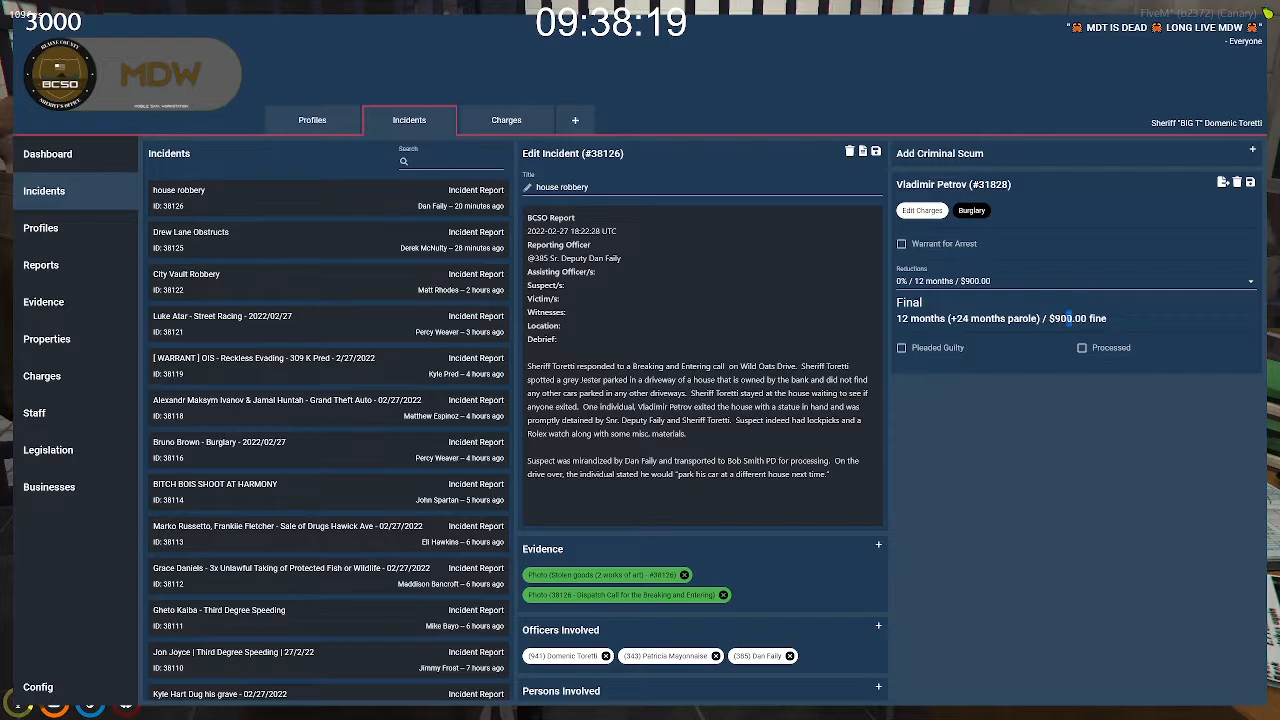 1096
3000
09:38:19
FiveM* (b2372) (Canary)
"🦀 MDT IS DEAD 🦀 LONG LIVE MDW 🦀"
- Everyone
BLAINE COUNTY
BCSO
SHERIFF'S OFFICE
MDW
MOBILE DATA WORKSTATION
Profiles
Incidents
Charges
+
Sheriff "BIG T" Domenic Toretti
Dashboard
Incidents
Profiles
Reports
Evidence
Properties
Charges
Staff
Legislation
Businesses
Config
Incidents
Search
house robbery Incident Report
ID: 38126 Dan Faily – 20 minutes ago
Drew Lane Obstructs Incident Report
ID: 38125 Derek McNulty – 28 minutes ago
City Vault Robbery Incident Report
ID: 38122 Matt Rhodes – 2 hours ago
Luke Atar - Street Racing - 02/27/2022 Incident Report
ID: 38121 Percy Weaver – 3 hours ago
[ WARRANT ] OIS - Reckless Evading - 309 K Pred - 2/27/2022 Incident Report
ID: 38119 Kyle Pred – 4 hours ago
Alexandr Maksym Ivanov & Jamal Huntah - Grand Theft Auto - 02/27/2022 Incident Report
ID: 38118 Matthew Espinoz – 4 hours ago
Bruno Brown - Burglary - 2022/02/27 Incident Report
ID: 38116 Percy Weaver – 4 hours ago
BITCH BOIS SHOOT AT HARMONY Incident Report
ID: 38114 John Spartan – 5 hours ago
Marko Russetto, Frankiie Fletcher - Sale of Drugs Hawick Ave - 02/27/2022 Incident Report
ID: 38113 Eli Hawkins – 6 hours ago
Grace Daniels - 3x Unlawful Taking of Protected Fish or Wildlife - 02/27/2022 Incident Report
ID: 38112 Maddison Bancroft – 6 hours ago
Gheto Kaiba - Third Degree Speeding Incident Report
ID: 38111 Mike Bayo – 6 hours ago
Jon Joyce | Third Degree Speeding | 27/2/22 Incident Report
ID: 38110 Jimmy Frost – 7 hours ago
Kyle Hart Dug his grave - 02/27/2022 Incident Report
Edit Incident (#38126)
Title
house robbery
BCSO Report
2022-02-27 18:22:28 UTC
Reporting Officer
@385 Sr. Deputy Dan Faily
Assisting Officer/s:
Suspect/s:
Victim/s:
Witnesses:
Location:
Debrief:
Sheriff Toretti responded to a Breaking and Entering call on Wild Oats Drive. Sheriff Toretti
spotted a grey Jester parked in a driveway of a house that is owned by the bank and did not find
any other cars parked in any other driveways. Sheriff Toretti stayed at the house waiting to see if
anyone exited. One individual, Vladimir Petrov exited the house with a statue in hand and was
promptly detained by Snr. Deputy Faily and Sheriff Toretti. Suspect indeed had lockpicks and a
Rolex watch along with some misc. materials.
Suspect was mirandized by Dan Faily and transported to Bob Smith PD for processing. On the
drive over, the individual stated he would "park his car at a different house next time."
Evidence +
Photo (Stolen goods (2 works of art) - #38126)
Photo (38126 - Dispatch Call for the Breaking and Entering)
Officers Involved +
(941) Domenic Toretti (343) Patricia Mayonnaise (385) Dan Faily
Persons Involved +
Add Criminal Scum +
Vladimir Petrov (#31828)
Edit Charges Burglary
Warrant for Arrest
Reductions
0% / 12 months / $900.00
Final
12 months (+24 months parole) / $900.00 fine
Pleaded Guilty Processed